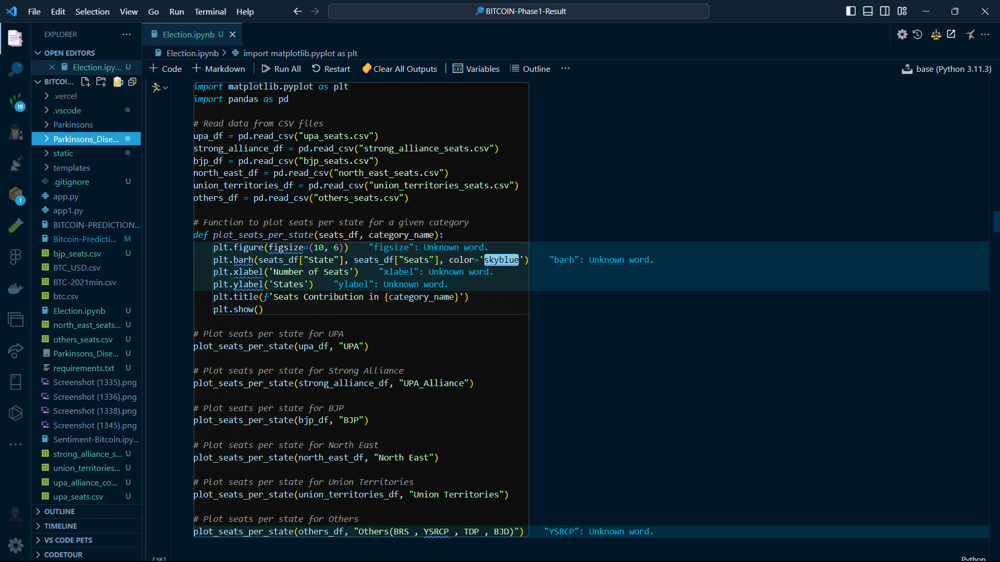 File Edit Selection View Go Run Terminal Help
BITCOIN-Phase1-Result
EXPLORER
OPEN EDITORS
Election.ipy... U
BITCOI...
.vercel
.vscode
Parkinsons
Parkinsons_Dise...
static
templates
.gitignore U
app.py
app1.py
BITCOIN-PREDICTION...
Bitcoin-Predicti... M
bjp_seats.csv U
BTC_USD.csv
BTC-2021min.csv
btc.csv
Election.ipynb U
north_east_seats... U
others_seats.csv U
Parkinsons_Dise... U
requirements.txt U
Screenshot (1335).png
Screenshot (1336).png
Screenshot (1338).png
Screenshot (1345).png
Sentiment-Bitcoin.ipy...
strong_alliance_s... U
union_territories... U
upa_alliance_co... U
upa_seats.csv U
OUTLINE
TIMELINE
VS CODE PETS
CODETOUR
19
1
Election.ipynb U
Election.ipynb > import matplotlib.pyplot as plt
Code Markdown Run All Restart Clear All Outputs Variables Outline ...
base (Python 3.11.3)
import matplotlib.pyplot as plt
import pandas as pd
# Read data from CSV files
upa_df = pd.read_csv("upa_seats.csv")
strong_alliance_df = pd.read_csv("strong_alliance_seats.csv")
bjp_df = pd.read_csv("bjp_seats.csv")
north_east_df = pd.read_csv("north_east_seats.csv")
union_territories_df = pd.read_csv("union_territories_seats.csv")
others_df = pd.read_csv("others_seats.csv")
# Function to plot seats per state for a given category
def plot_seats_per_state(seats_df, category_name):
plt.figure(figsize=(10, 6)) "figsize": Unknown word.
plt.barh(seats_df["State"], seats_df["Seats"], color='skyblue') "barh": Unknown word.
plt.xlabel('Number of Seats') "xlabel": Unknown word.
plt.ylabel('States') "ylabel": Unknown word.
plt.title(f'Seats Contribution in {category_name}')
plt.show()
# Plot seats per state for UPA
plot_seats_per_state(upa_df, "UPA")
# Plot seats per state for Strong Alliance
plot_seats_per_state(strong_alliance_df, "UPA_Alliance")
# Plot seats per state for BJP
plot_seats_per_state(bjp_df, "BJP")
# Plot seats per state for North East
plot_seats_per_state(north_east_df, "North East")
# Plot seats per state for Union Territories
plot_seats_per_state(union_territories_df, "Union Territories")
# Plot seats per state for Others
plot_seats_per_state(others_df, "Others(BRS , YSRCP , TDP , BJD)") "YSRCP": Unknown word.
[38]
Python